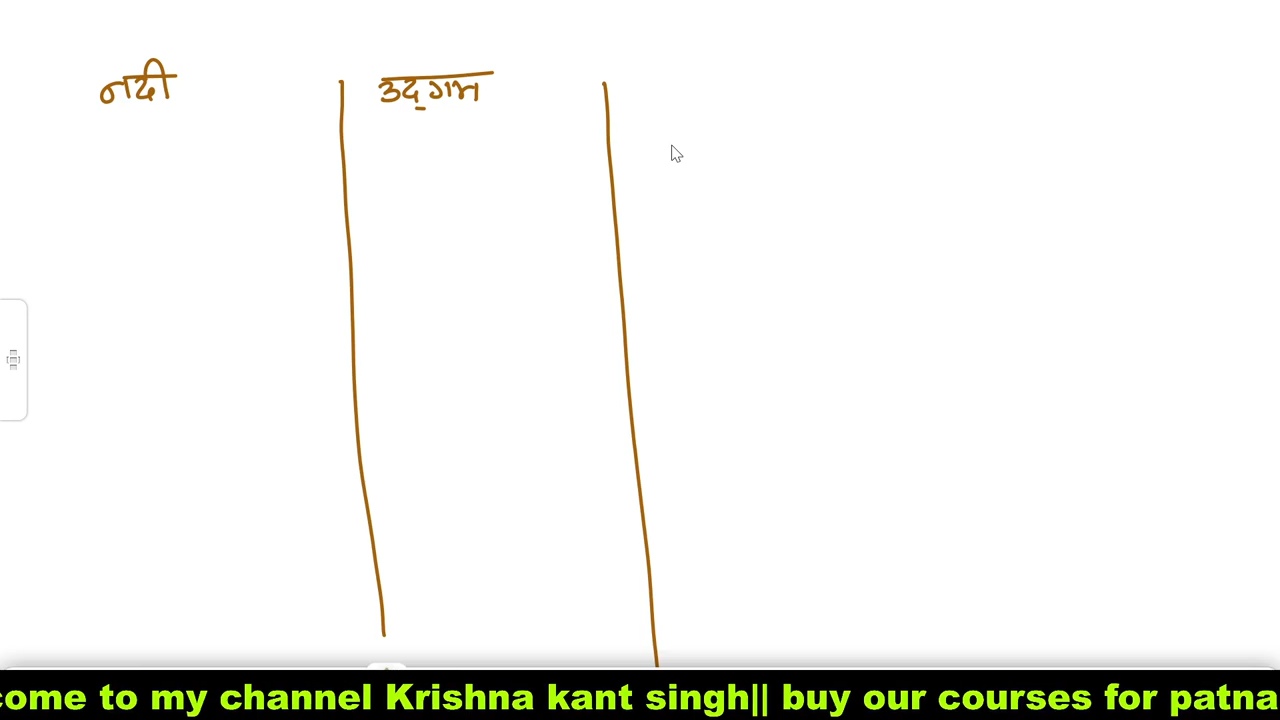 नदी
उद्गम
come to my channel Krishna kant singh|| buy our courses for patna